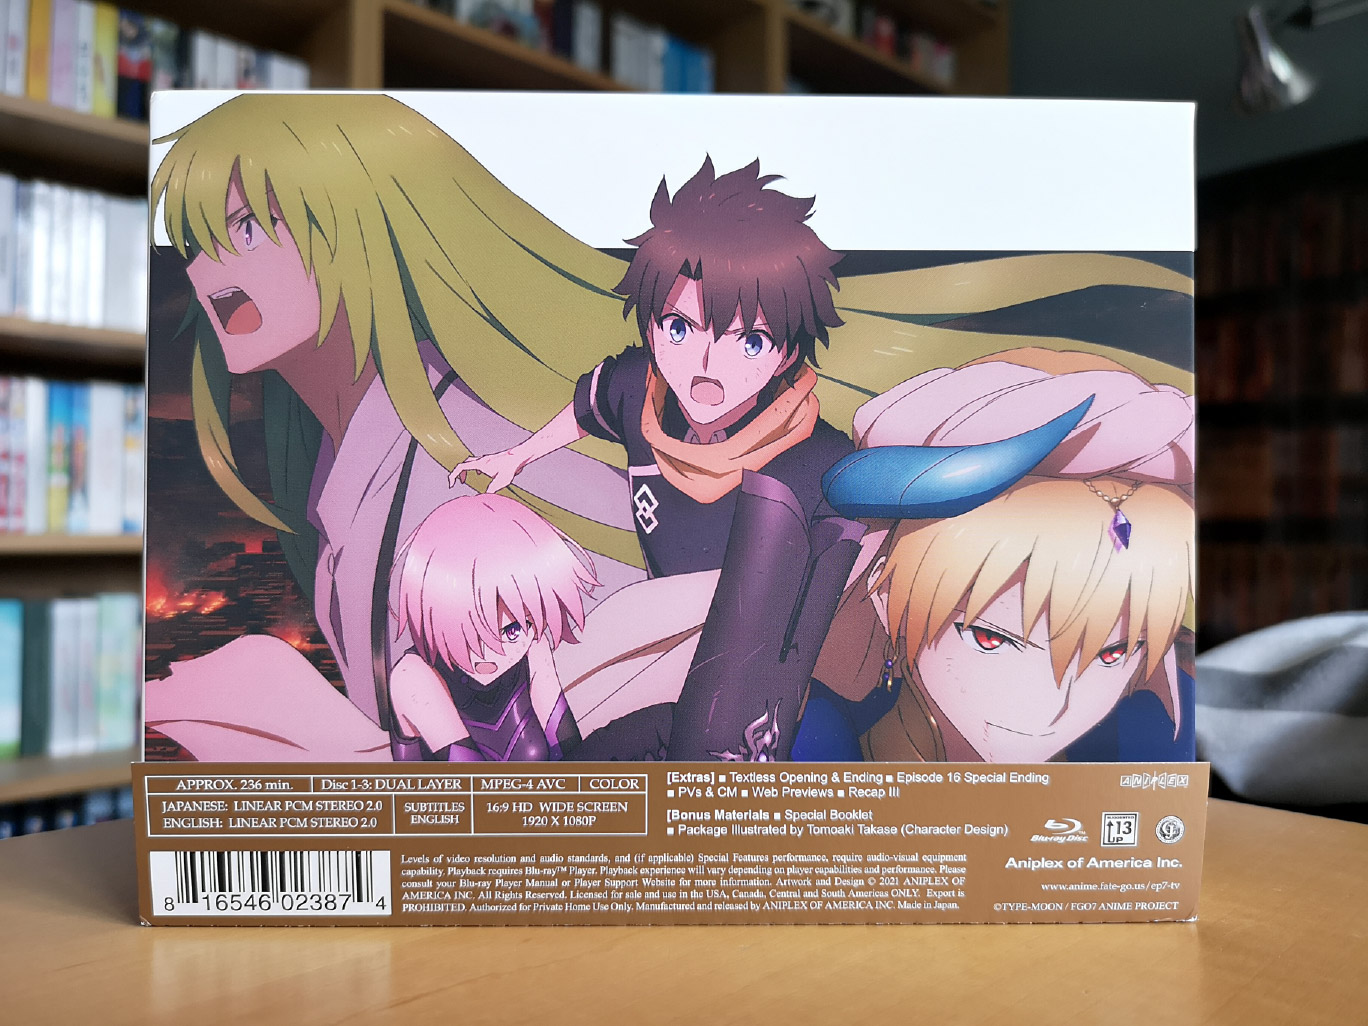 APPROX. 236 min. Disc 1-3: DUAL LAYER MPEG-4 AVC COLOR
JAPANESE: LINEAR PCM STEREO 2.0
ENGLISH: LINEAR PCM STEREO 2.0
SUBTITLES
ENGLISH
16:9 HD WIDE SCREEN
1920 X 1080P
[Extras] ■ Textless Opening & Ending ■ Episode 16 Special Ending
■ PVs & CM ■ Web Previews ■ Recap III
[Bonus Materials ■ Special Booklet
■ Package Illustrated by Tomoaki Takase (Character Design)
ANIPLEX
Blu-ray Disc
SUGGESTED
13
UP
Aniplex of America Inc.
www.anime.fate-go.us/ep7-tv
©TYPE-MOON / FGO7 ANIME PROJECT
Levels of video resolution and audio standards, and (if applicable) Special Features performance, require audio-visual equipment
capability. Playback requires Blu-ray™ Player. Playback experience will vary depending on player capabilities and performance. Please
consult your Blu-ray Player Manual or Player Support Website for more information. Artwork and Design © 2021 ANIPLEX OF
AMERICA INC. All Rights Reserved. Licensed for sale and use in the USA, Canada, Central and South Americas ONLY. Export is
PROHIBITED. Authorized for Private Home Use Only. Manufactured and released by ANIPLEX OF AMERICA INC. Made in Japan.
8 16546 02387 4